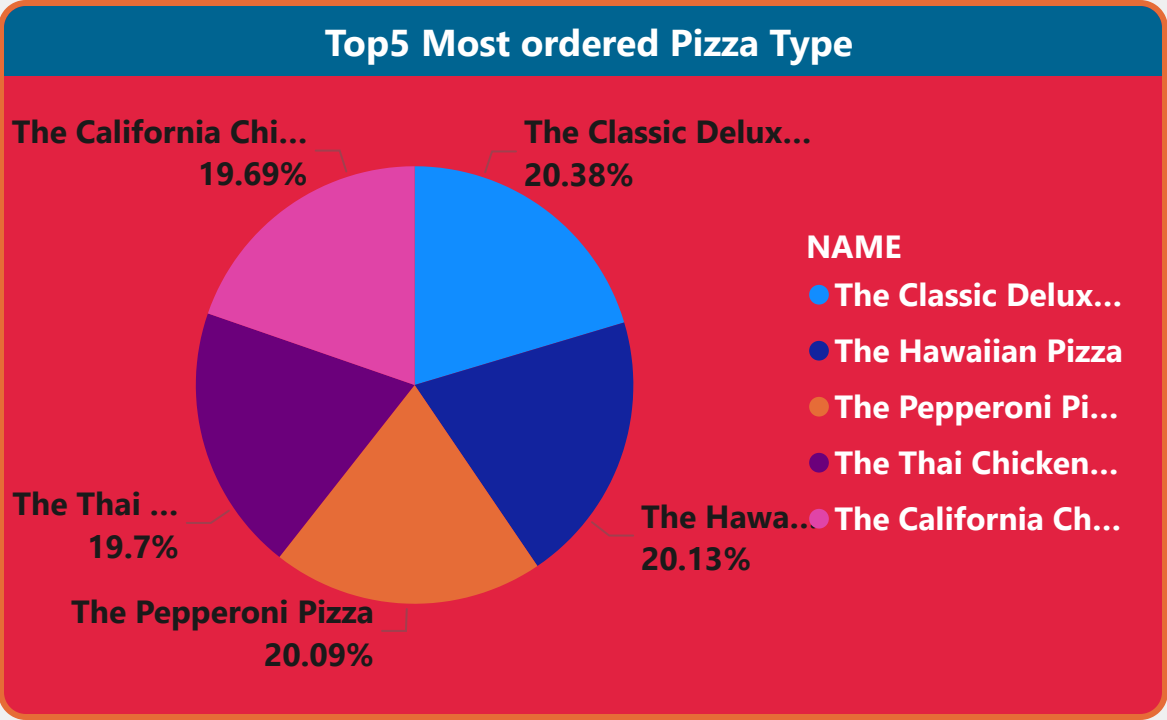 Top5 Most ordered Pizza Type
The California Chi...
19.69%
The Classic Delux...
20.38%
The Thai ...
19.7%
The Hawa...
20.13%
The Pepperoni Pizza
20.09%
NAME
The Classic Delux...
The Hawaiian Pizza
The Pepperoni Pi...
The Thai Chicken...
The California Ch...